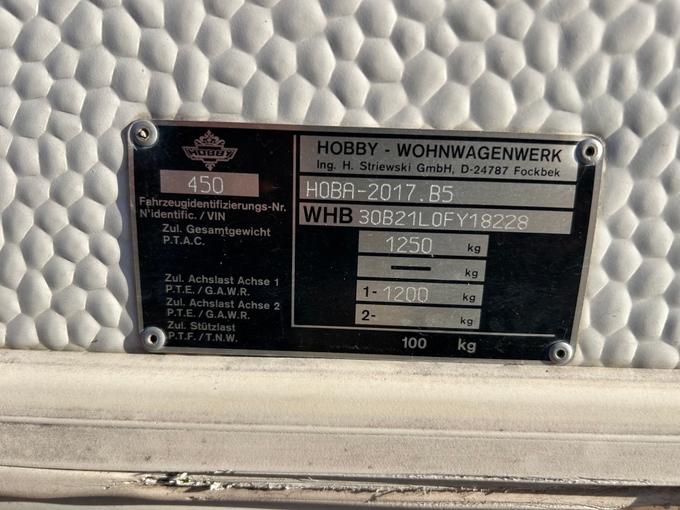 HOBBY
HOBBY - WOHNWAGENWERK
Ing. H. Striewski GmbH, D-24787 Fockbek
450
HOBA-2017.B5
Fahrzeugidentifizierungs-Nr.
N'identific. / VIN
WHB 30B21L0FY18228
Zul. Gesamtgewicht
P.T.A.C.
1250 kg
— kg
Zul. Achslast Achse 1
P.T.E. / G.A.W.R.
1- 1200 kg
Zul. Achslast Achse 2
P.T.E. / G.A.W.R.
2- kg
Zul. Stützlast
P.T.F. / T.N.W.
100 kg